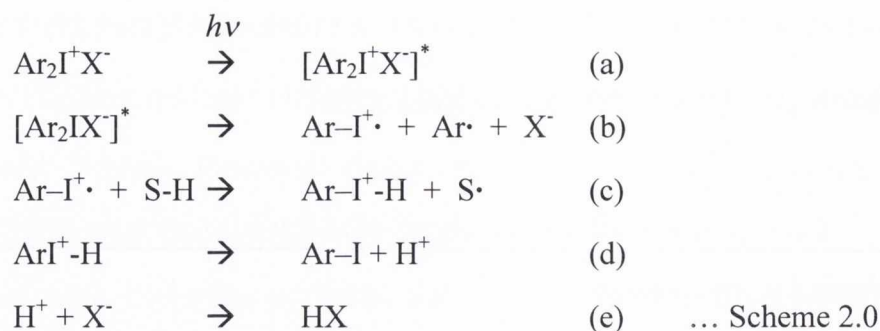 hν
Ar₂I⁺X⁻ → [Ar₂I⁺X⁻]* (a)
[Ar₂IX⁻]* → Ar–I⁺· + Ar· + X⁻ (b)
Ar–I⁺· + S-H → Ar–I⁺-H + S· (c)
ArI⁺-H → Ar–I + H⁺ (d)
H⁺ + X⁻ → HX (e) ... Scheme 2.0